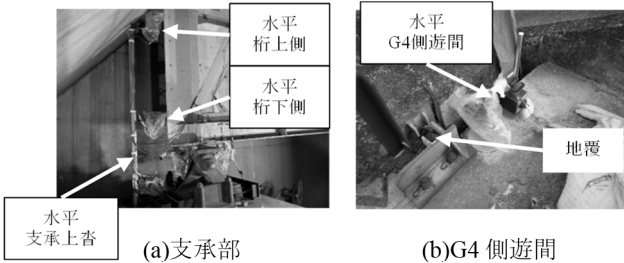 水平
桁上側
水平
桁下側
水平
支承上沓
(a)支承部
水平
G4側遊間
地覆
(b)G4 側遊間